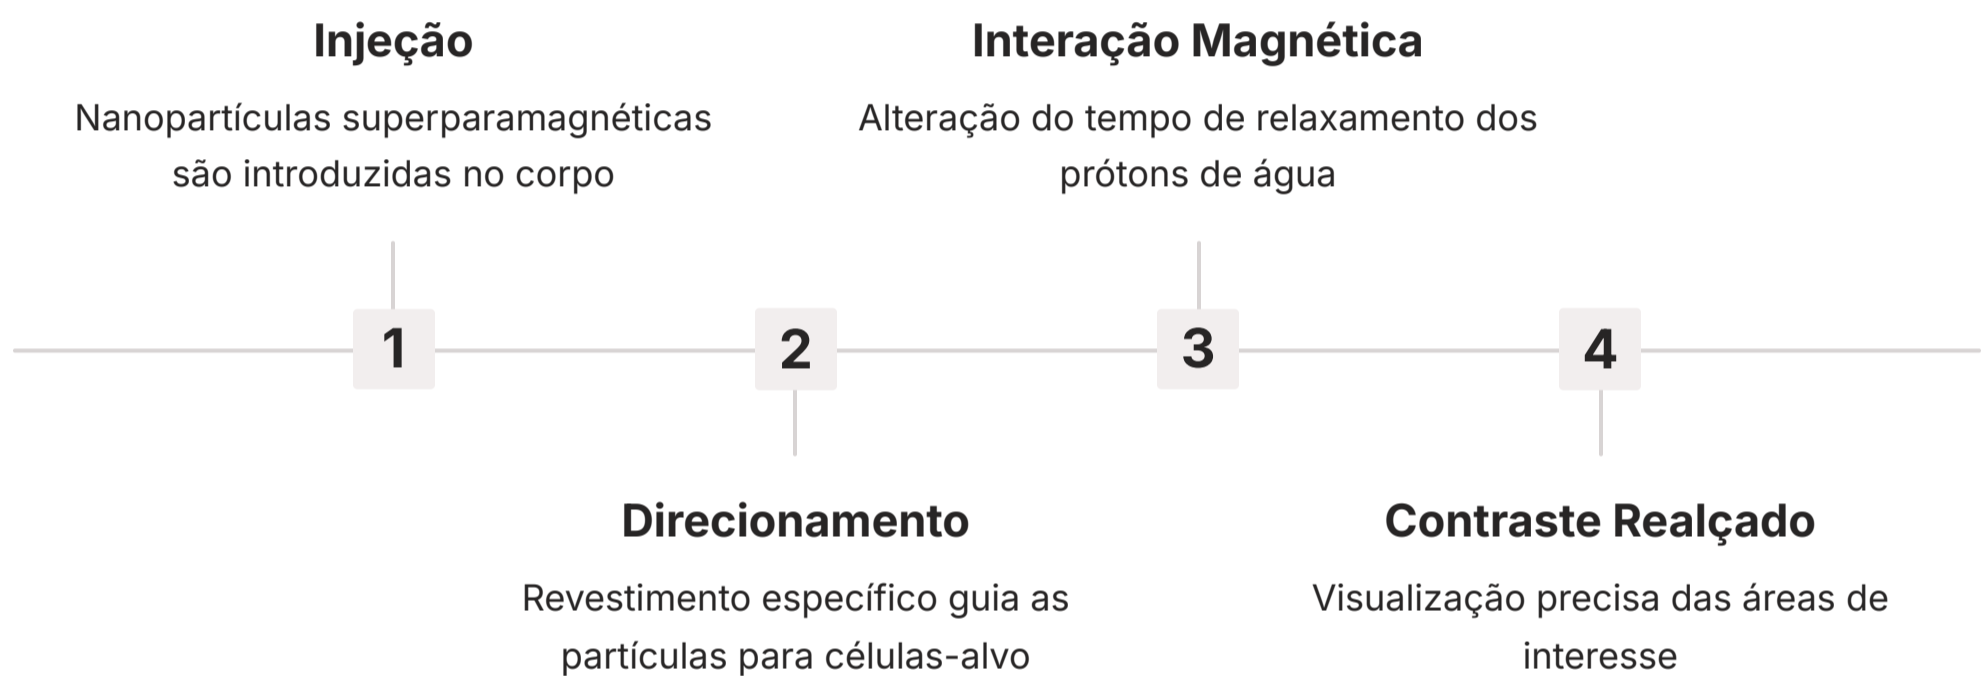 Injeção
Nanopartículas superparamagnéticas
são introduzidas no corpo
Interação Magnética
Alteração do tempo de relaxamento dos
prótons de água
1
2
3
4
Direcionamento
Revestimento específico guia as
partículas para células-alvo
Contraste Realçado
Visualização precisa das áreas de
interesse